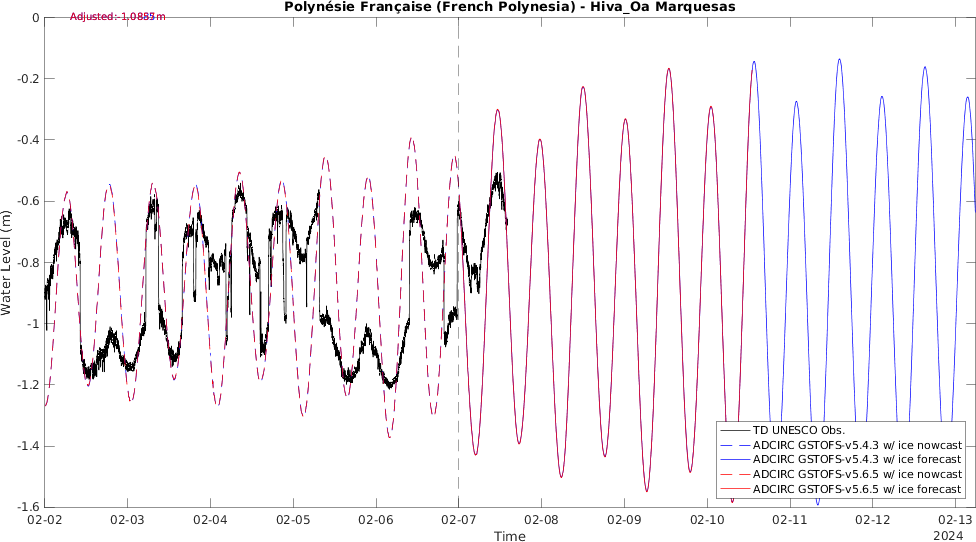 Polynésie Française (French Polynesia) - Hiva_Oa Marquesas
Adjusted:
0
-0.2
-0.4
-0.6
-0.8
-1
-1.2
-1.4
-1.6
Water Level (m)
02-02 02-03 02-04 02-05 02-06 02-07 02-08 02-09 02-10 02-11 02-12 02-13
2024
Time
TD UNESCO Obs.
ADCIRC GSTOFS-v5.4.3 w/ ice nowcast
ADCIRC GSTOFS-v5.4.3 w/ ice forecast
ADCIRC GSTOFS-v5.6.5 w/ ice nowcast
ADCIRC GSTOFS-v5.6.5 w/ ice forecast